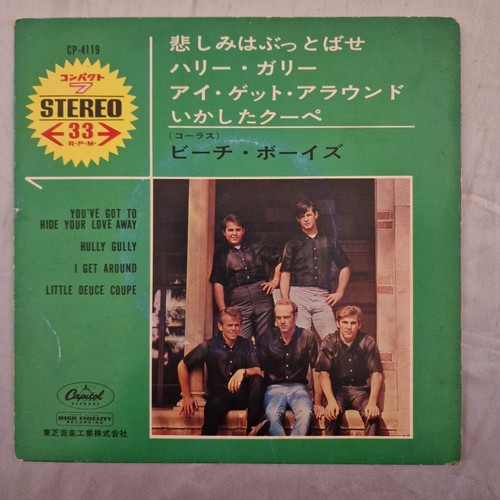 CP-4119
コンパクト
7
STEREO
33
R・P・M・
悲しみはぶっとばせ
ハリー・ガリー
アイ・ゲット・アラウンド
いかしたクーペ
(コーラス)
ビーチ・ボーイズ
YOU'VE GOT TO
HIDE YOUR LOVE AWAY
HULLY GULLY
I GET AROUND
LITTLE DEUCE COUPE
Capitol
RECORDS
HIGH FIDELITY
RECORDING
東芝音楽工業株式会社